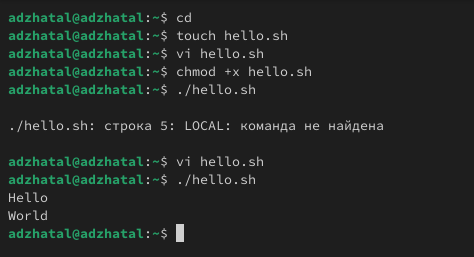 adzhatal@adzhatal:~$ cd
adzhatal@adzhatal:~$ touch hello.sh
adzhatal@adzhatal:~$ vi hello.sh
adzhatal@adzhatal:~$ chmod +x hello.sh
adzhatal@adzhatal:~$ ./hello.sh
./hello.sh: строка 5: LOCAL: команда не найдена
adzhatal@adzhatal:~$ vi hello.sh
adzhatal@adzhatal:~$ ./hello.sh
Hello
World
adzhatal@adzhatal:~$